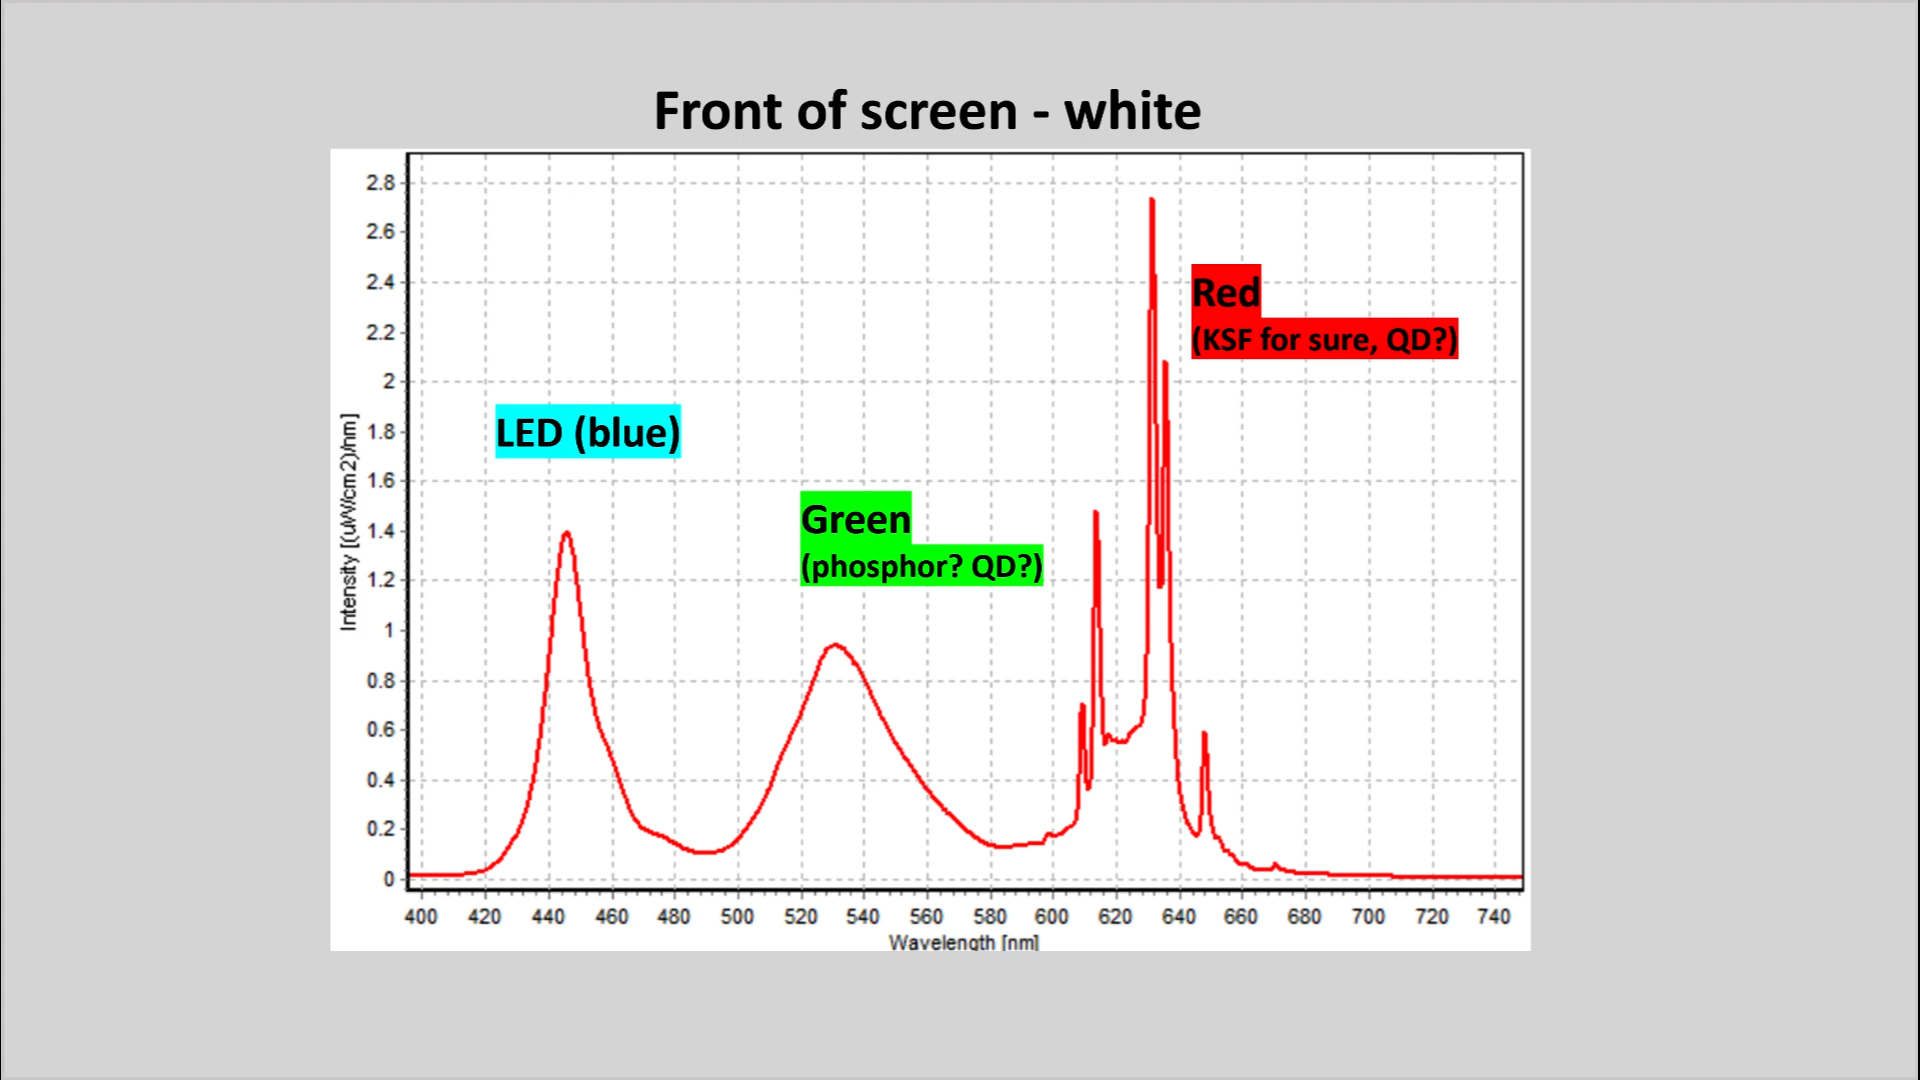 Front of screen - white
2.8
2.6
2.4
2.2
2
1.8
1.6
1.4
1.2
1
0.8
0.6
0.4
0.2
0
Intensity [(uW/cm2)/nm]
LED (blue)
Green
(phosphor? QD?)
Red
(KSF for sure, QD?)
400 420 440 460 480 500 520 540 560 580 600 620 640 660 680 700 720 740
Wavelength [nm]